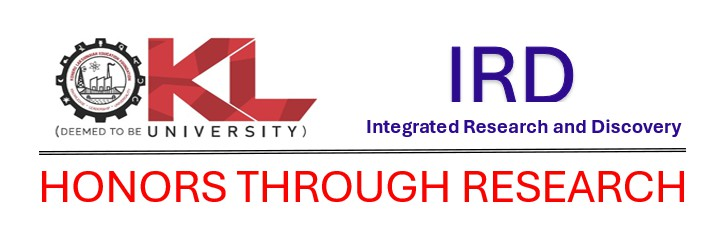 KL
(DEEMED TO BE UNIVERSITY)
IRD
Integrated Research and Discovery
HONORS THROUGH RESEARCH